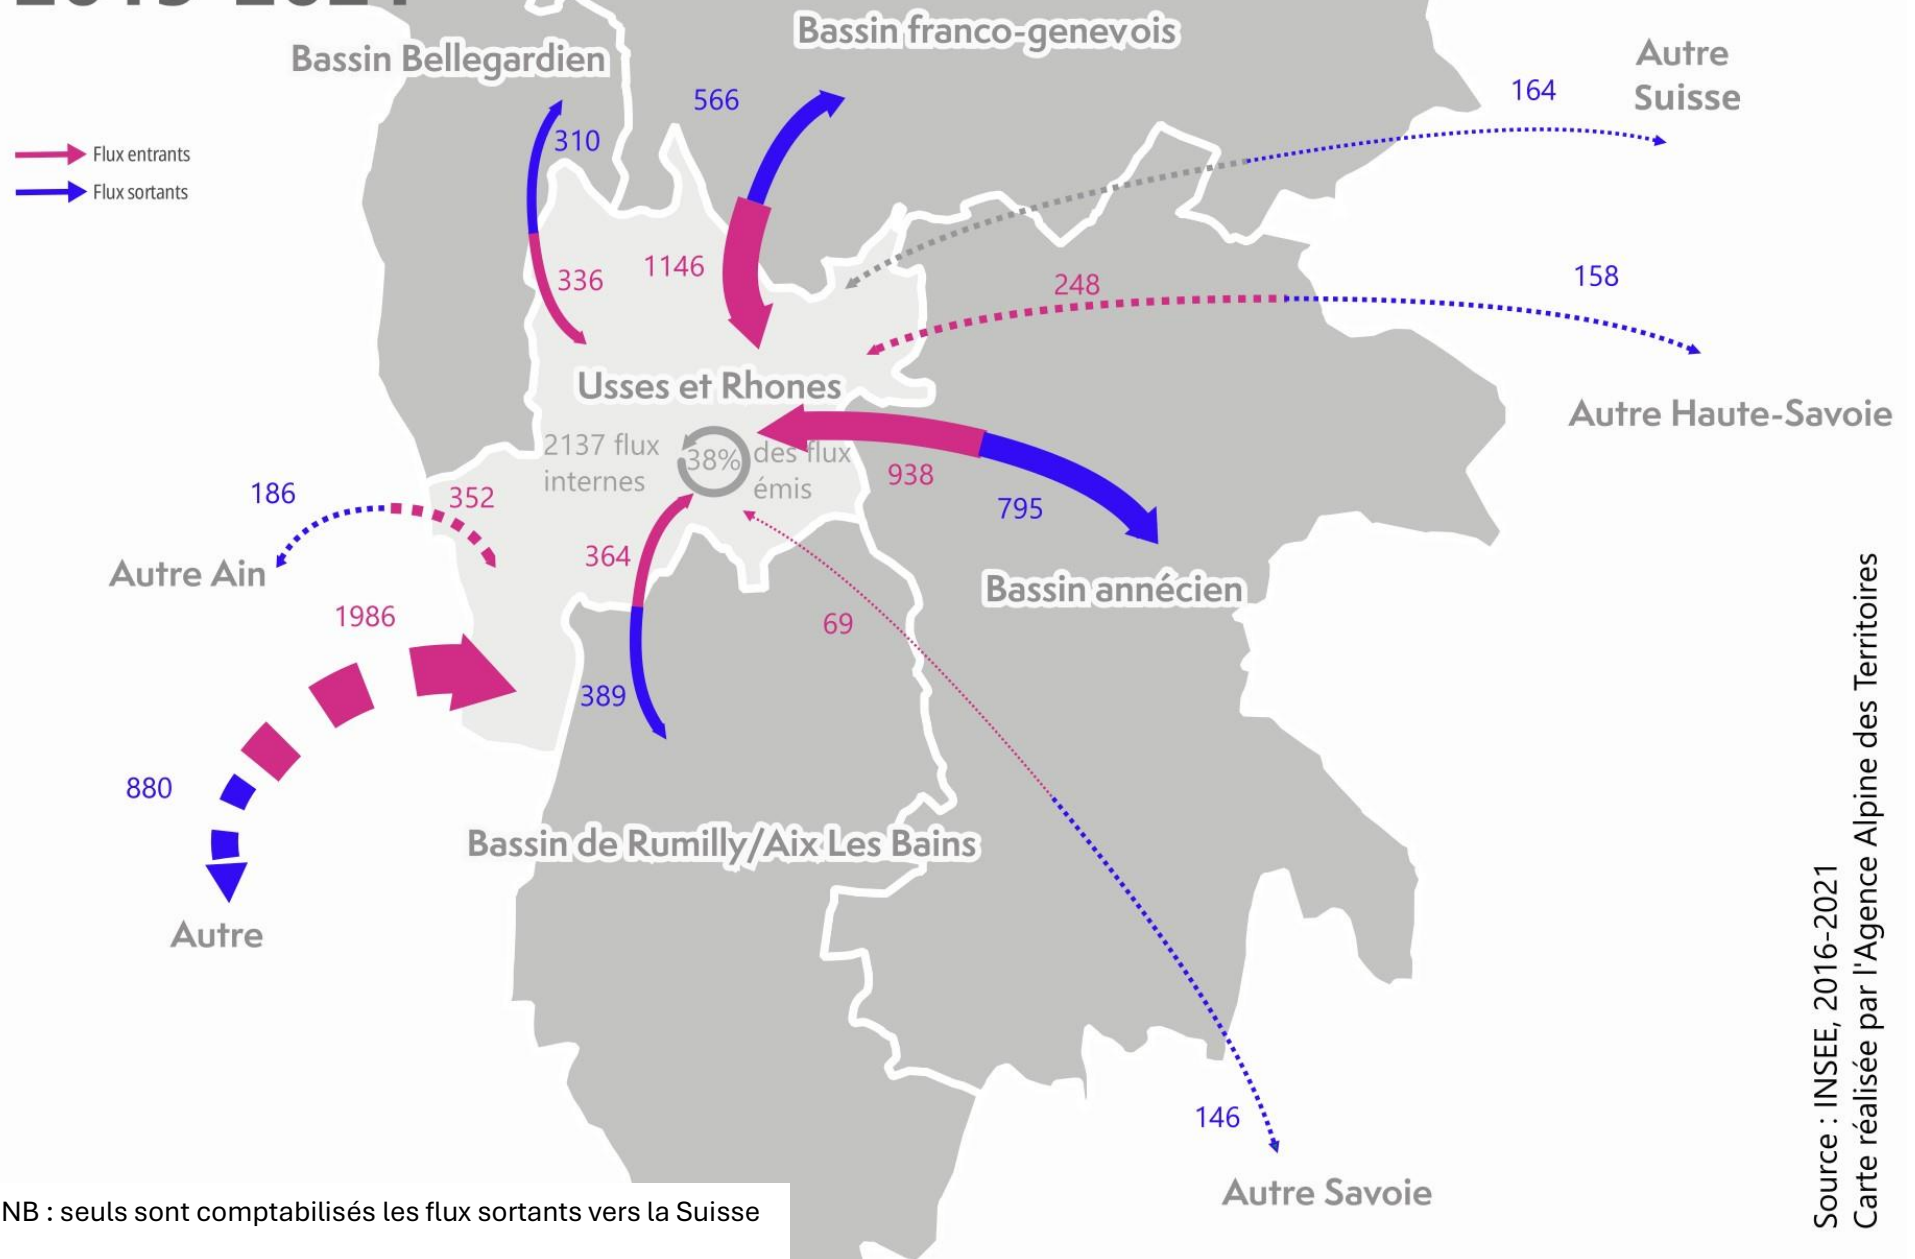 Bassin franco-genevois
Bassin Bellegardien
Autre
Suisse
566
164
310
Flux entrants
Flux sortants
1146
336
248
158
Usses et Rhones
Autre Haute-Savoie
2137 flux
internes
38%
des flux
émis
938
795
186
352
364
Autre Ain
Bassin annécien
1986
69
389
880
Bassin de Rumilly/Aix Les Bains
Autre
146
Autre Savoie
NB : seuls sont comptabilisés les flux sortants vers la Suisse
Source : INSEE, 2016-2021
Carte réalisée par l'Agence Alpine des Territoires